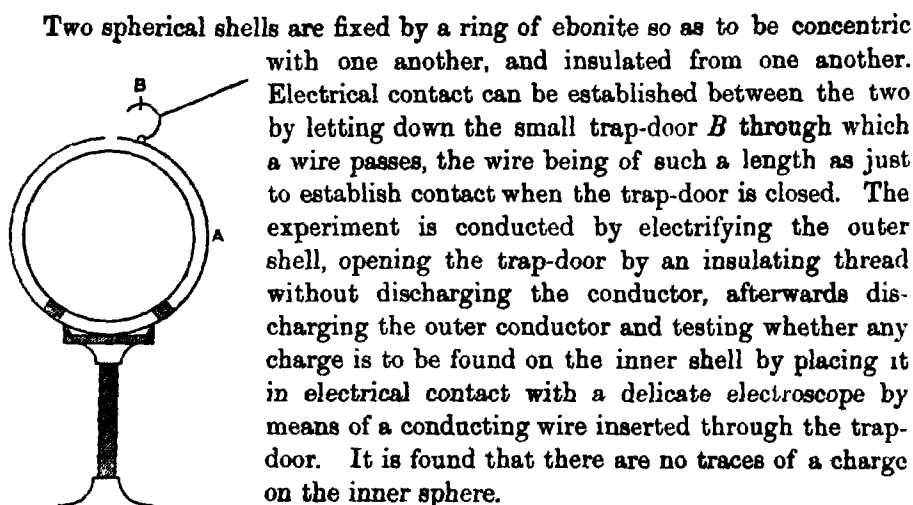 Two spherical shells are fixed by a ring of ebonite so as to be concentric
with one another, and insulated from one another.
Electrical contact can be established between the two
by letting down the small trap-door B through which
a wire passes, the wire being of such a length as just
to establish contact when the trap-door is closed. The
experiment is conducted by electrifying the outer
shell, opening the trap-door by an insulating thread
without discharging the conductor, afterwards dis-
charging the outer conductor and testing whether any
charge is to be found on the inner shell by placing it
in electrical contact with a delicate electroscope by
means of a conducting wire inserted through the trap-
door. It is found that there are no traces of a charge
on the inner sphere.
B
A